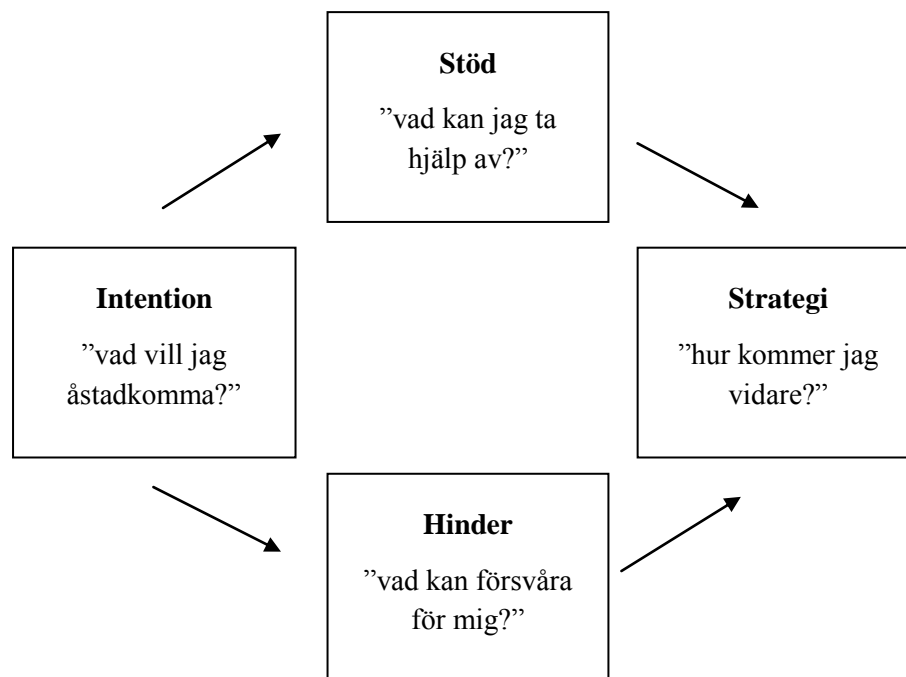 Stöd
”vad kan jag ta
hjälp av?”
Intention
”vad vill jag
åstadkomma?”
Strategi
”hur kommer jag
vidare?”
Hinder
”vad kan försvåra
för mig?”